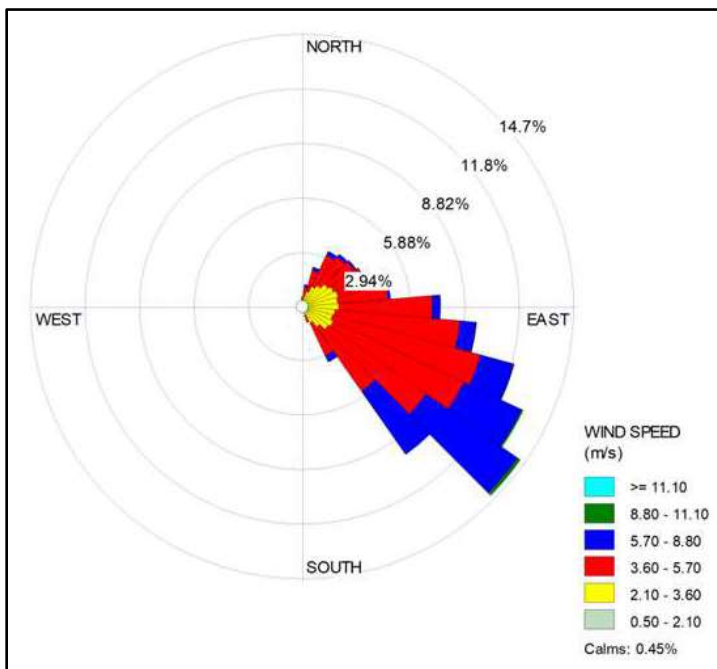 NORTH
14.7%
11.8%
8.82%
5.88%
2.94%
WEST
EAST
SOUTH
WIND SPEED
(m/s)
>= 11.10
8.80 - 11.10
5.70 - 8.80
3.60 - 5.70
2.10 - 3.60
0.50 - 2.10
Calms: 0.45%